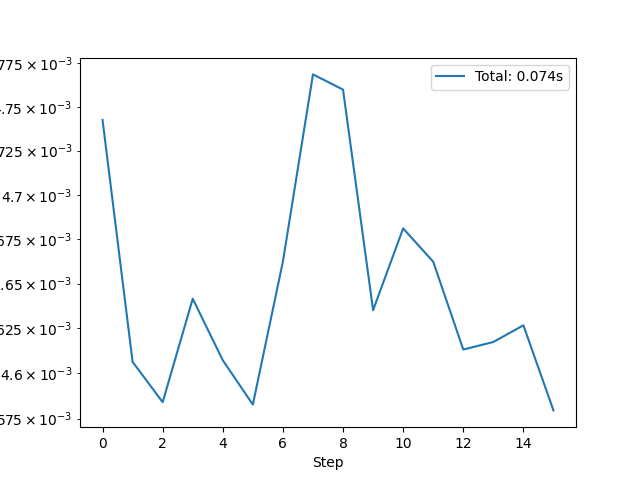 775 × 10⁻³
.75 × 10⁻³
725 × 10⁻³
4.7 × 10⁻³
675 × 10⁻³
.65 × 10⁻³
625 × 10⁻³
4.6 × 10⁻³
575 × 10⁻³
Total: 0.074s
0 2 4 6 8 10 12 14
Step